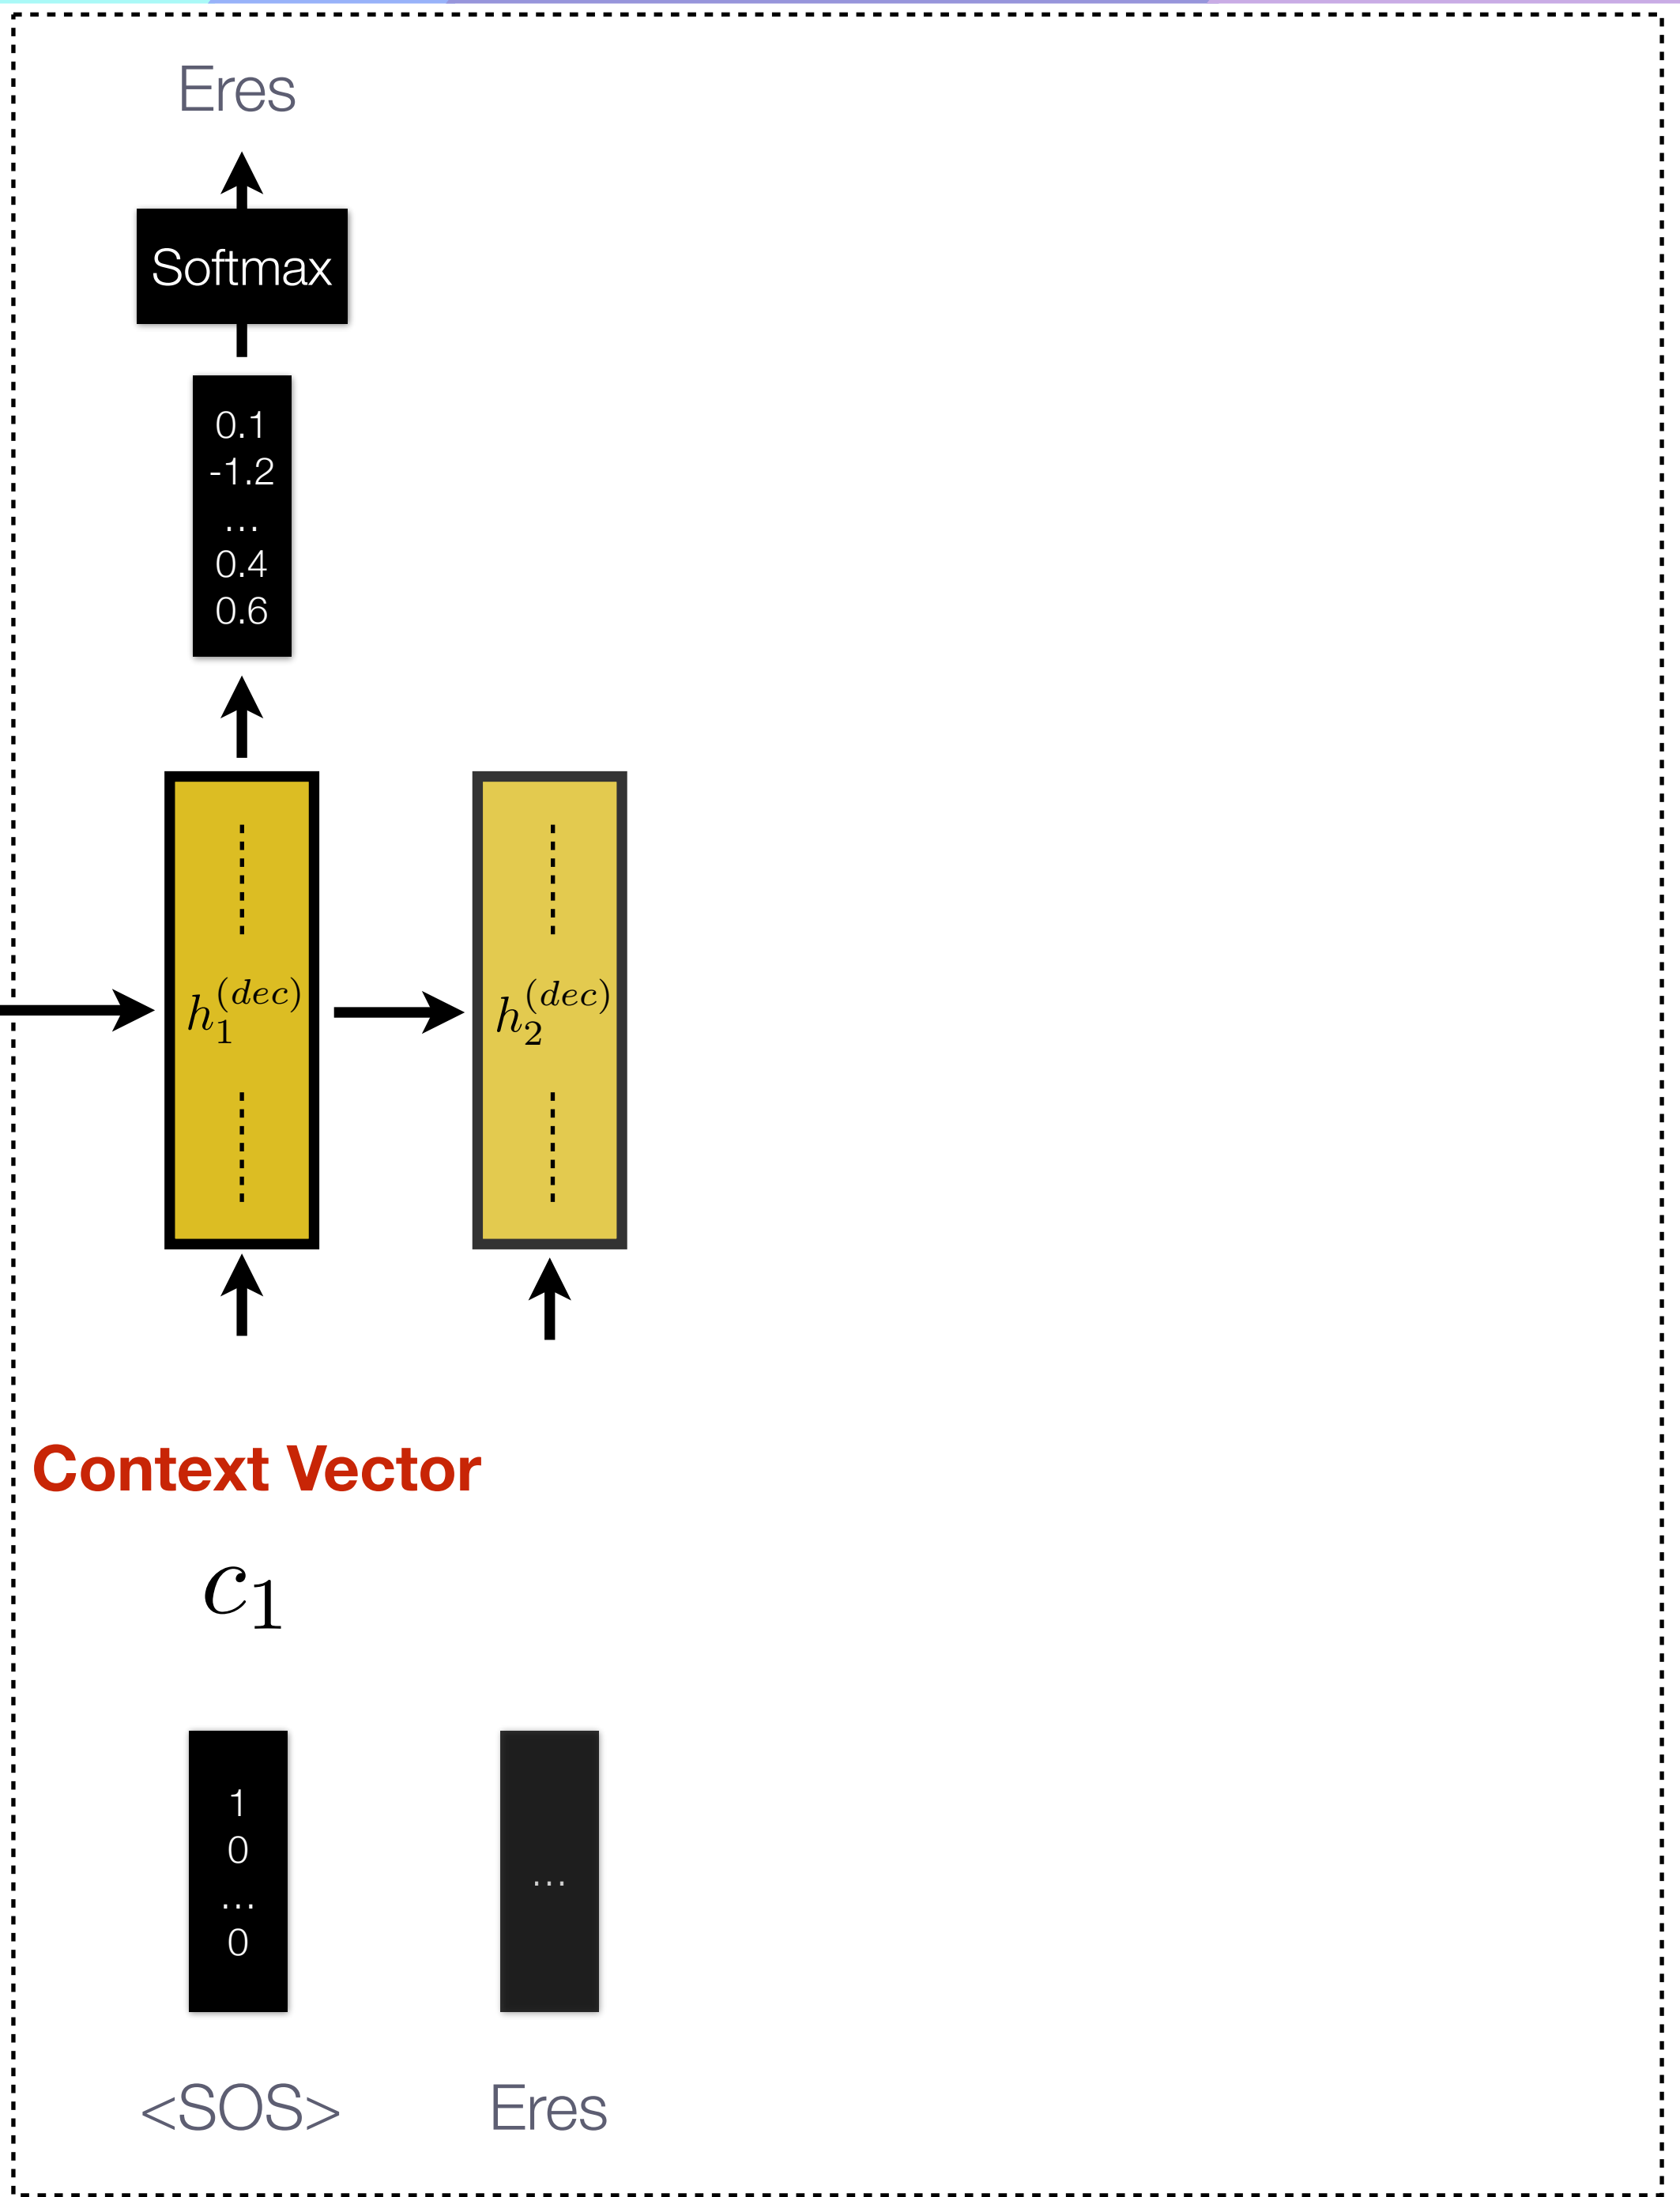 Eres
Softmax
0.1
-1.2
...
0.4
0.6
h_1^{(dec)}
h_2^{(dec)}
Context Vector
c_1
1
0
...
0
...
<SOS>
Eres